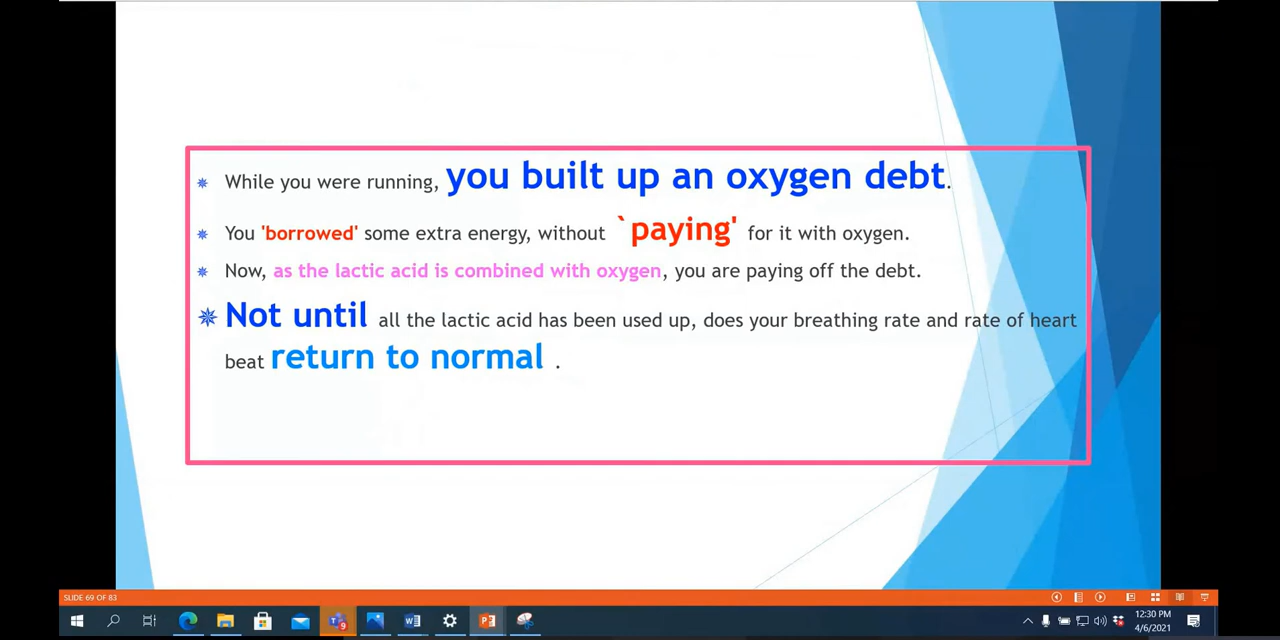 While you were running, you built up an oxygen debt.
You 'borrowed' some extra energy, without `paying' for it with oxygen.
Now, as the lactic acid is combined with oxygen, you are paying off the debt.
Not until all the lactic acid has been used up, does your breathing rate and rate of heart
beat return to normal .
SLIDE 69 OF 83
12:30 PM
4/6/2021